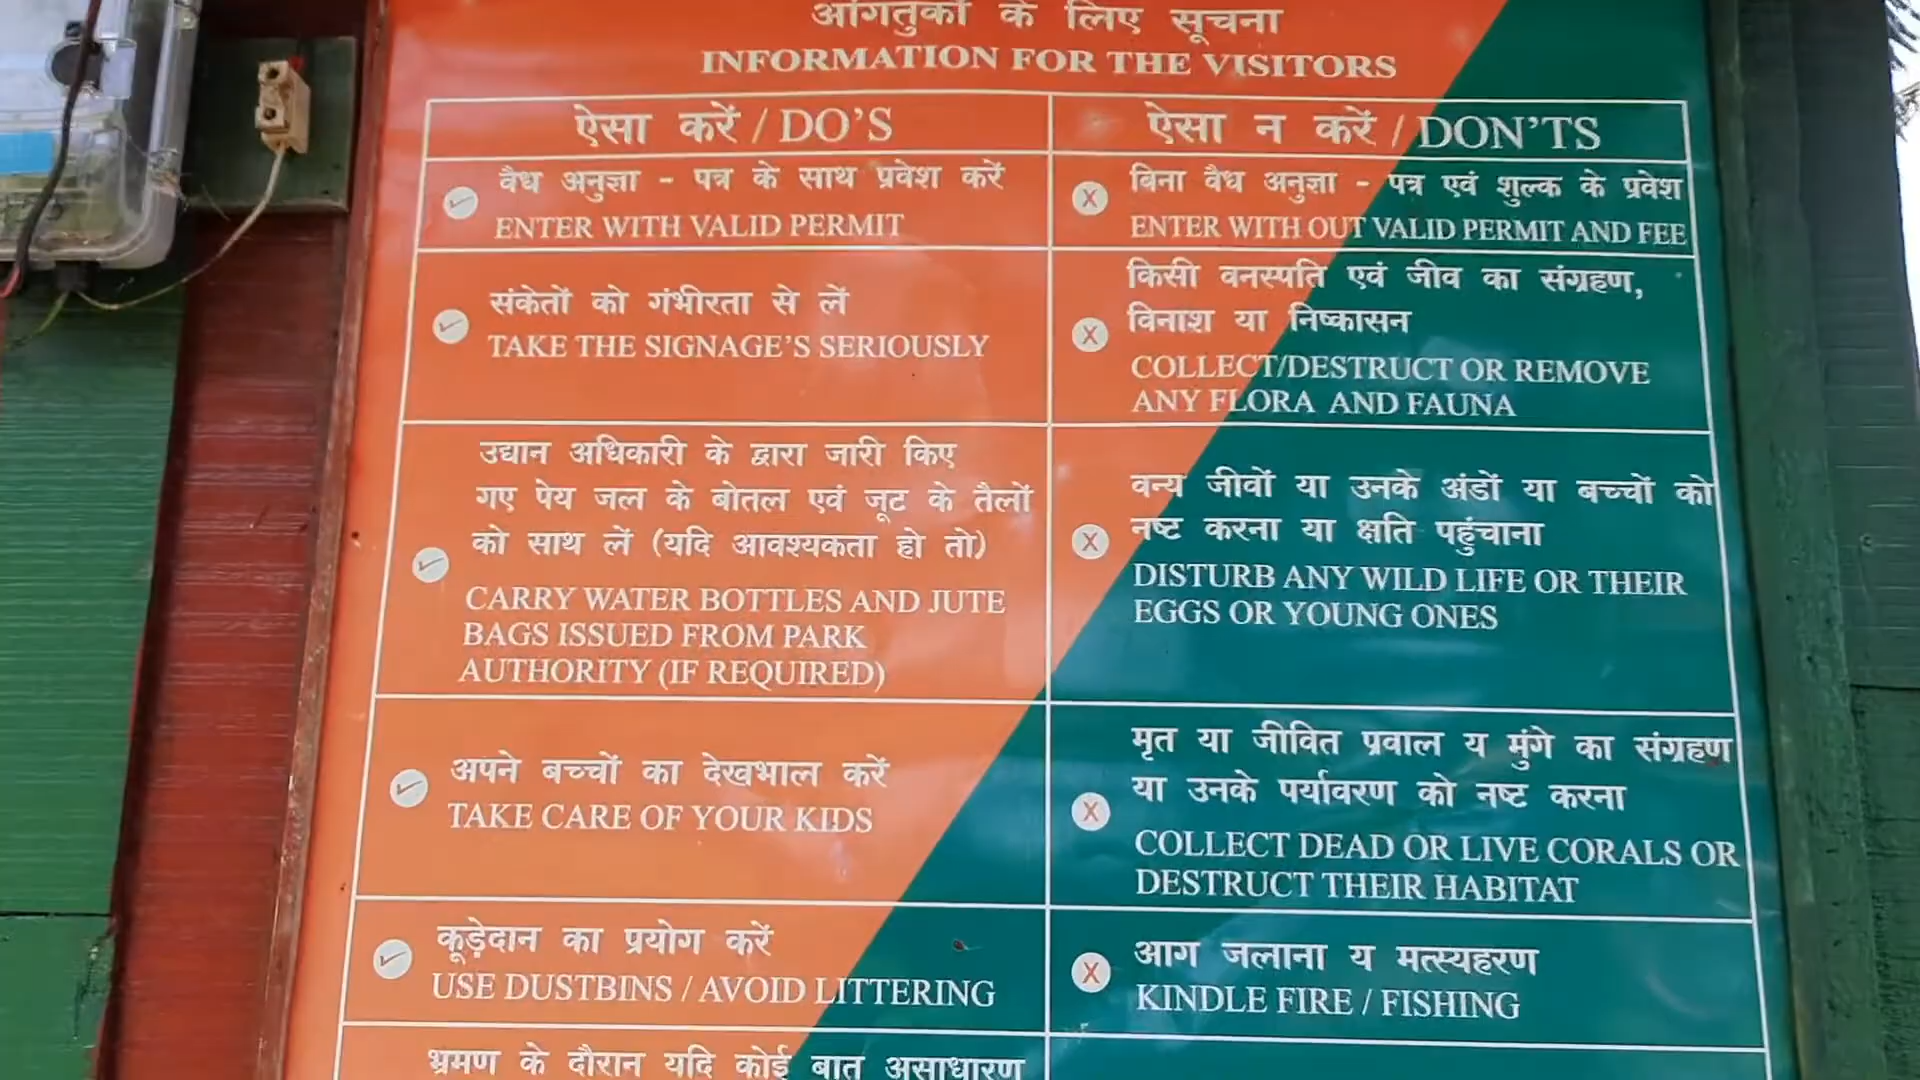 आंगतुकों के लिए सूचना
INFORMATION FOR THE VISITORS
ऐसा करें / DO'S
वैध अनुज्ञा - पत्र के साथ प्रवेश करें
ENTER WITH VALID PERMIT
संकेतों को गंभीरता से लें
TAKE THE SIGNAGE'S SERIOUSLY
उद्यान अधिकारी के द्वारा जारी किए
गए पेय जल के बोतल एवं जूट के तैलों
को साथ लें (यदि आवश्यकता हो तो)
CARRY WATER BOTTLES AND JUTE
BAGS ISSUED FROM PARK
AUTHORITY (IF REQUIRED)
अपने बच्चों का देखभाल करें
TAKE CARE OF YOUR KIDS
कूड़ेदान का प्रयोग करें
USE DUSTBINS / AVOID LITTERING
भ्रमण के दौरान यदि कोई बात असाधारण
ऐसा न करें / DON'TS
बिना वैध अनुज्ञा - पत्र एवं शुल्क के प्रवेश
ENTER WITH OUT VALID PERMIT AND FEE
किसी वनस्पति एवं जीव का संग्रहण,
विनाश या निष्कासन
COLLECT/DESTRUCT OR REMOVE
ANY FLORA AND FAUNA
वन्य जीवों या उनके अंडों या बच्चों को
नष्ट करना या क्षति पहुंचाना
DISTURB ANY WILD LIFE OR THEIR
EGGS OR YOUNG ONES
मृत या जीवित प्रवाल य मुंगे का संग्रहण
या उनके पर्यावरण को नष्ट करना
COLLECT DEAD OR LIVE CORALS OR
DESTRUCT THEIR HABITAT
आग जलाना य मत्स्यहरण
KINDLE FIRE / FISHING